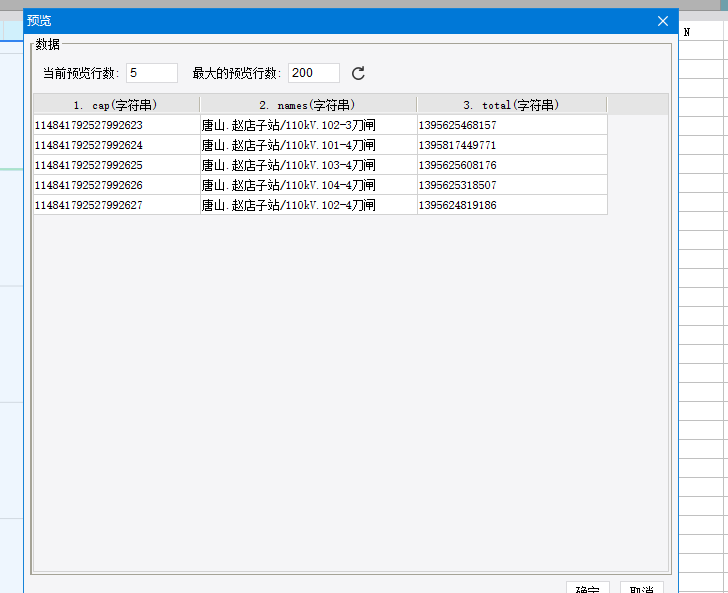 预览
N
数据
当前预览行数: 5 最大的预览行数: 200
1. cap(字符串) 2. names(字符串) 3. total(字符串)
114841792527992623 唐山.赵店子站/110kV.102-3刀闸 1395625468157
114841792527992624 唐山.赵店子站/110kV.101-4刀闸 1395817449771
114841792527992625 唐山.赵店子站/110kV.103-4刀闸 1395625608176
114841792527992626 唐山.赵店子站/110kV.104-4刀闸 1395625318507
114841792527992627 唐山.赵店子站/110kV.102-4刀闸 1395624819186
确定 取消